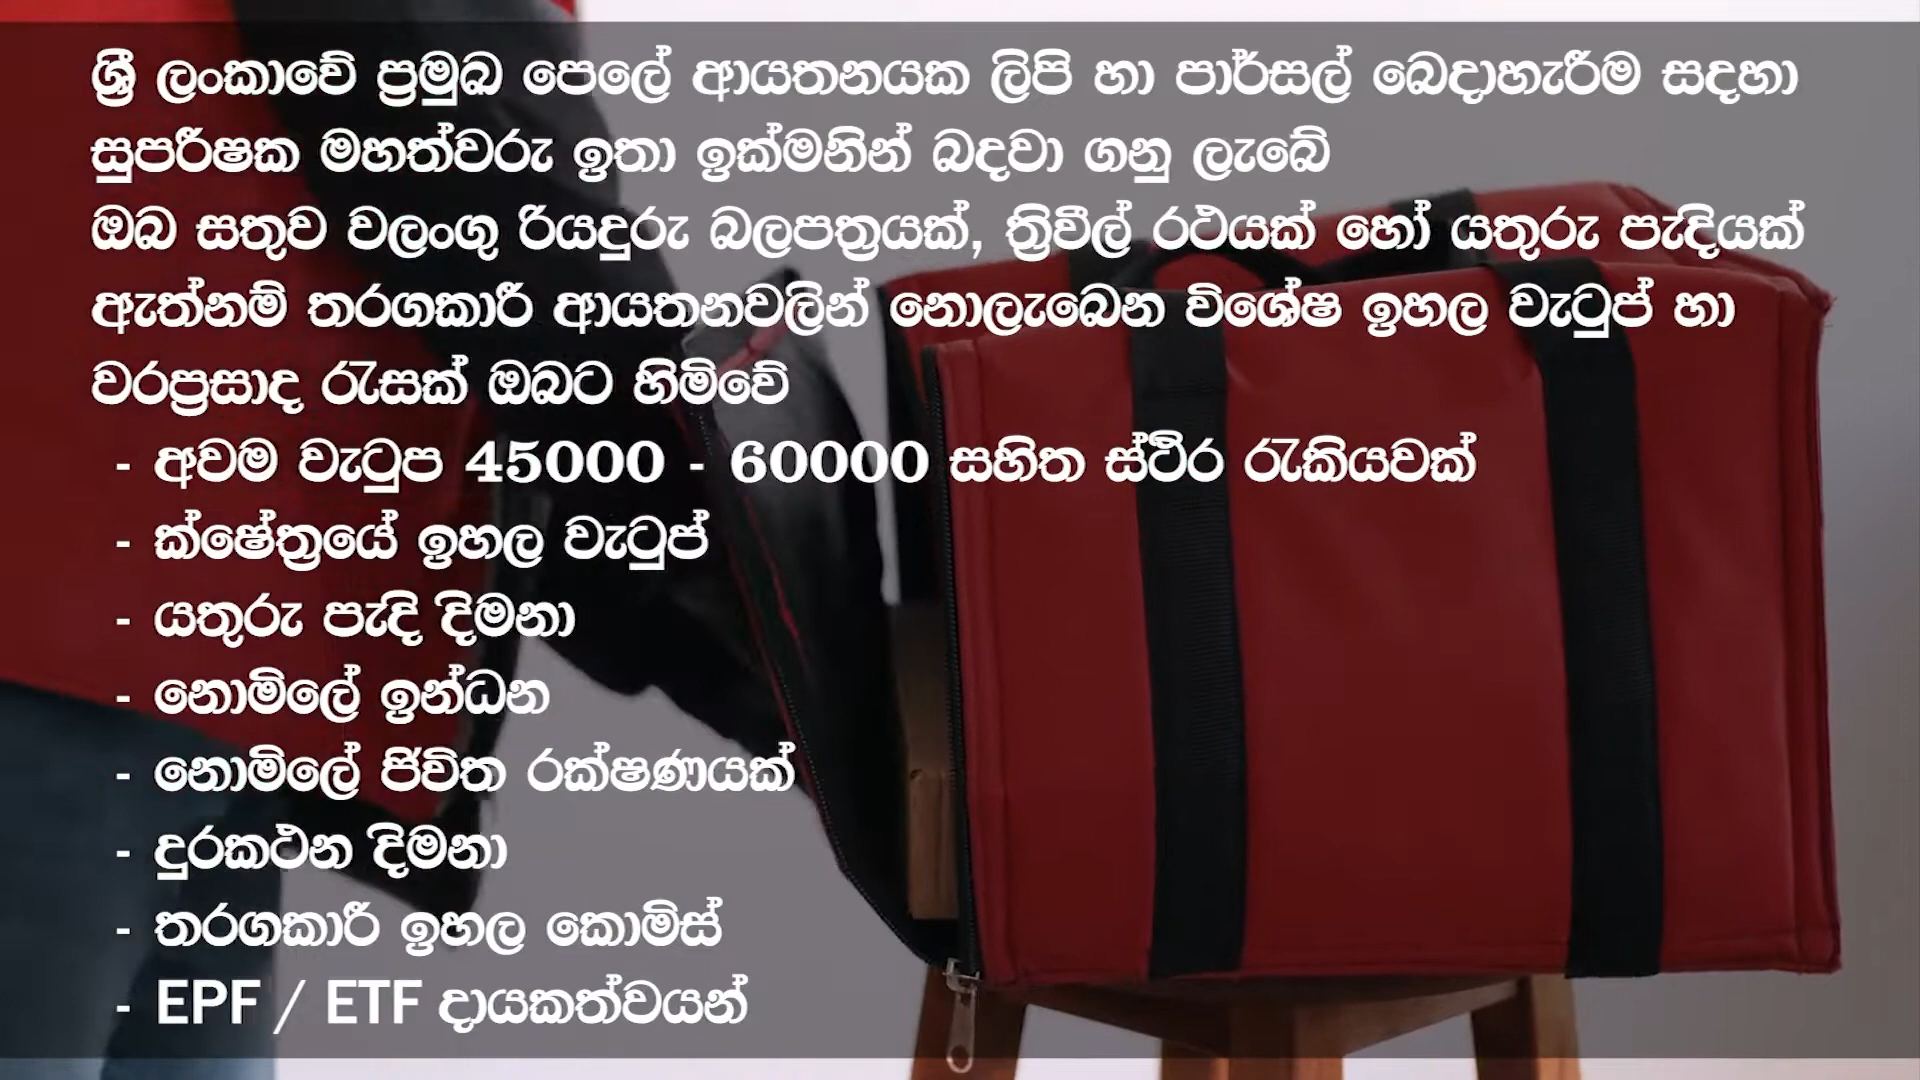 ශ්‍රී ලංකාවේ ප්‍රමුඛ පෙලේ ආයතනයක ලිපි හා පාර්සල් බෙදාහැරීම සදහා
සුපරීෂක මහත්වරු ඉතා ඉක්මනින් බදවා ගනු ලැබේ
ඔබ සතුව වලංගු රියදුරු බලපත්‍රයක්, ත්‍රිවීල් රථයක් හෝ යතුරු පැදියක්
ඇත්නම් තරගකාරී ආයතනවලින් නොලැබෙන විශේෂ ඉහල වැටුප් හා
වරප්‍රසාද රැසක් ඔබට හිමිවේ
- අවම වැටුප 45000 - 60000 සහිත ස්ථිර රැකියවක්
- ක්ෂේත්‍රයේ ඉහල වැටුප්
- යතුරු පැදි දිමනා
- නොමිලේ ඉන්ධන
- නොමිලේ ජිවිත රක්ෂණයක්
- දුරකථන දිමනා
- තරගකාරී ඉහල කොමිස්
- EPF / ETF දායකත්වයන්